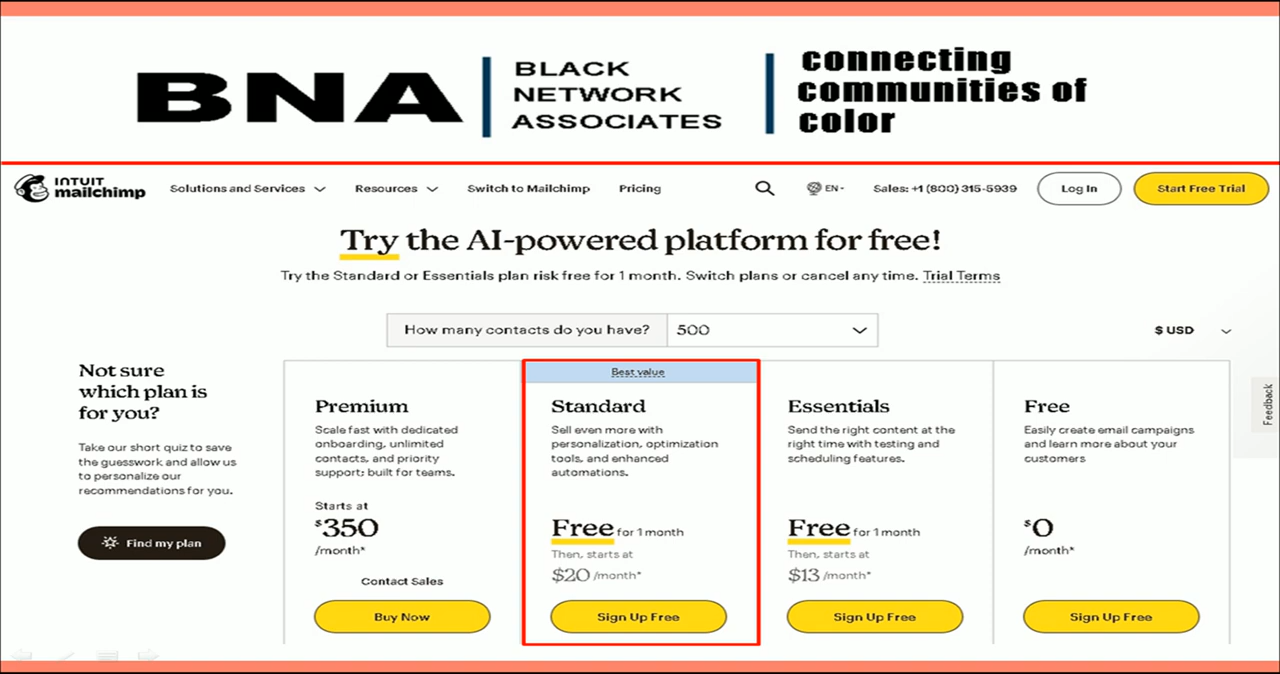 BNA
BLACK
NETWORK
ASSOCIATES
connecting
communities of
color
INTUIT
mailchimp
Solutions and Services
Resources
Switch to Mailchimp
Pricing
EN
Sales: +1 (800) 315-5939
Log In
Start Free Trial
Try the AI-powered platform for free!
Try the Standard or Essentials plan risk free for 1 month. Switch plans or cancel any time. Trial Terms
How many contacts do you have?
500
$ USD
Not sure
which plan is
for you?
Take our short quiz to save
the guesswork and allow us
to personalize our
recommendations for you.
Find my plan
Premium
Scale fast with dedicated
onboarding, unlimited
contacts, and priority
support; built for teams.
Starts at
$350
/month*
Contact Sales
Buy Now
Best value
Standard
Sell even more with
personalization, optimization
tools, and enhanced
automations.
Free for 1 month
Then, starts at
$20 /month*
Sign Up Free
Essentials
Send the right content at the
right time with testing and
scheduling features.
Free for 1 month
Then, starts at
$13 /month*
Sign Up Free
Free
Easily create email campaigns
and learn more about your
customers
$0
/month*
Sign Up Free
Feedback